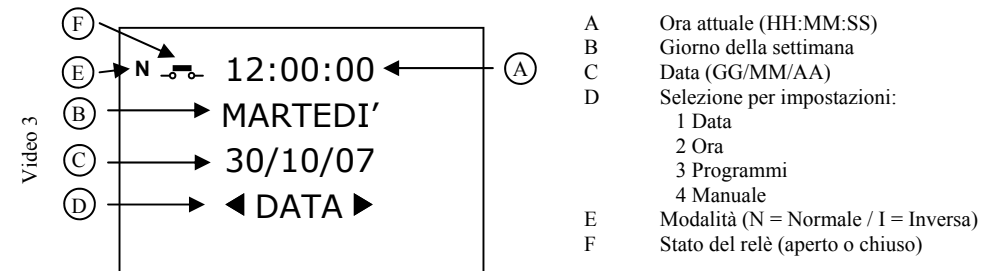 F
E
N 12:00:00
A
B
MARTEDI’
C
30/10/07
D
◄ DATA ►
Video 3
A Ora attuale (HH:MM:SS)
B Giorno della settimana
C Data (GG/MM/AA)
D Selezione per impostazioni:
1 Data
2 Ora
3 Programmi
4 Manuale
E Modalità (N = Normale / I = Inversa)
F Stato del relè (aperto o chiuso)